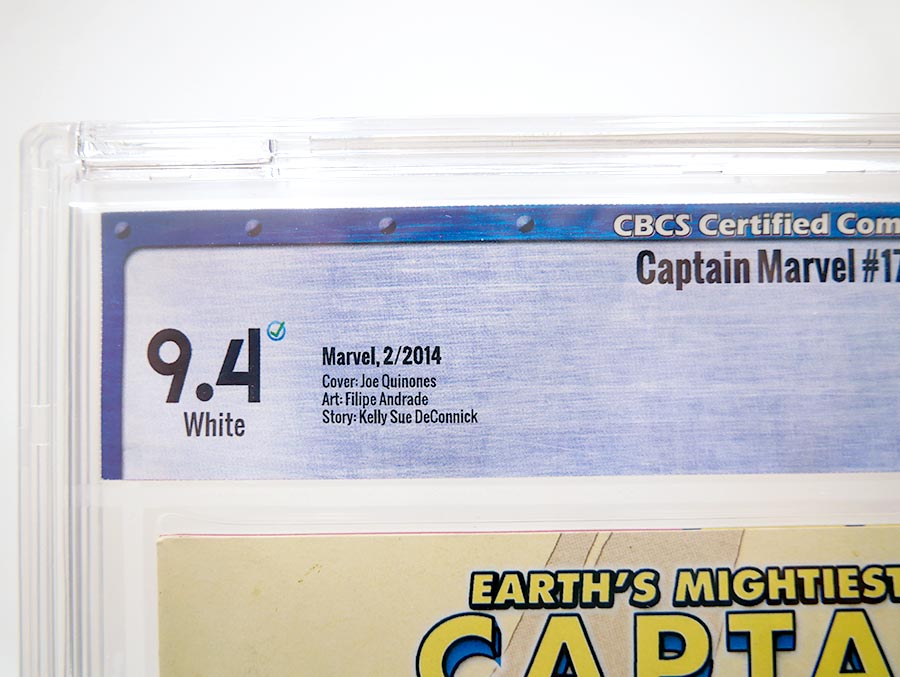 CBCS Certified Com
Captain Marvel #17
9.4
White
Marvel, 2/2014
Cover: Joe Quinones
Art: Filipe Andrade
Story: Kelly Sue DeConnick
EARTH'S MIGHTIEST
CAPTA